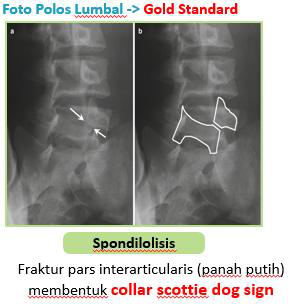 Foto Polos Lumbal -> Gold Standard
a
b
Spondilolisis
Fraktur pars interarticularis (panah putih)
membentuk collar scottie dog sign